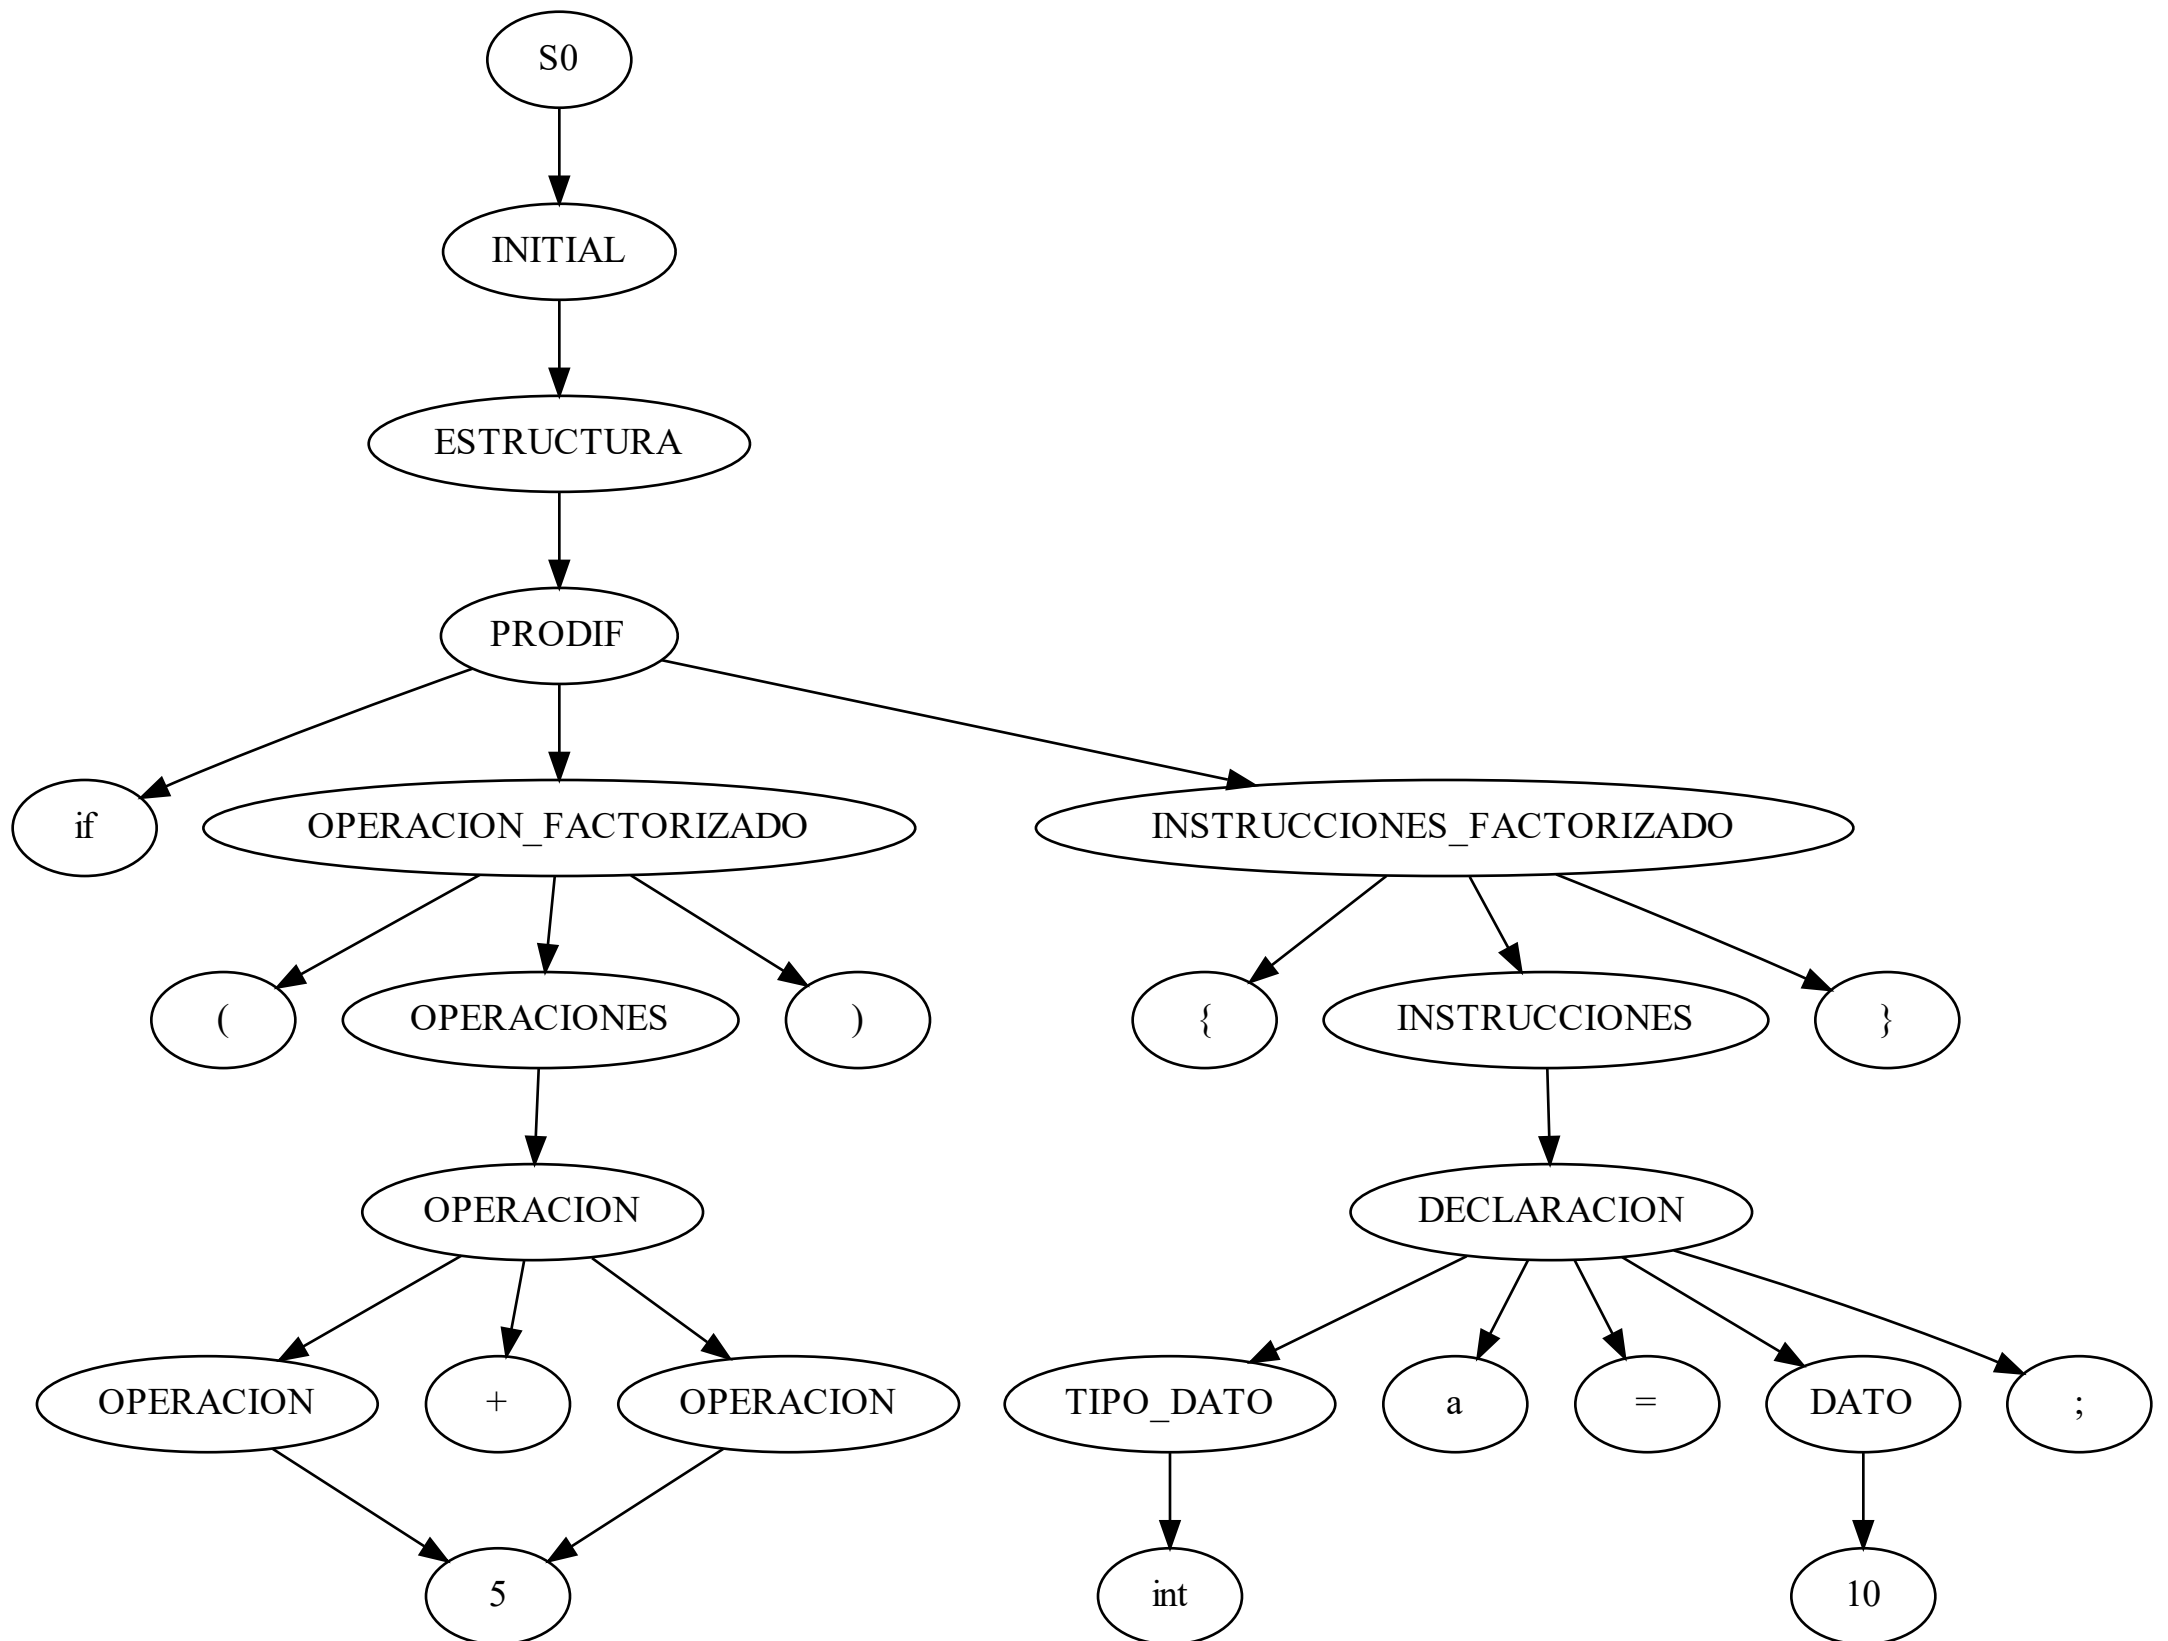 S0
INITIAL
ESTRUCTURA
PRODIF
if
OPERACION_FACTORIZADO
INSTRUCCIONES_FACTORIZADO
(
OPERACIONES
)
{
INSTRUCCIONES
}
OPERACION
DECLARACION
OPERACION
+
OPERACION
TIPO_DATO
a
=
DATO
;
5
int
10